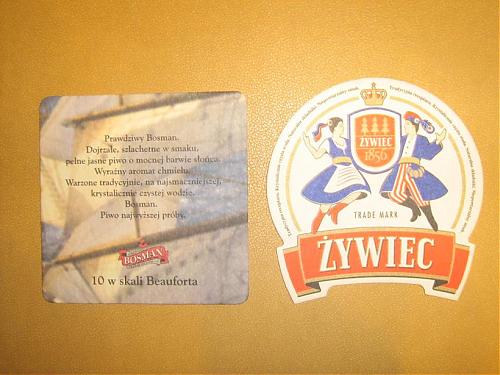 Prawdziwy Bosman.
Dojrzałe, szlachetne w smaku,
pełne jasne piwo o mocnej barwie słońca.
Wyraźny aromat chmielu.
Warzone tradycyjnie, na najsmaczniejszej,
krystalicznie czystej wodzie.
Bosman.
Piwo najwyższej próby.
BOSMAN
10 w skali Beauforta
ŻYWIEC
1856
TRADE MARK
ŻYWIEC